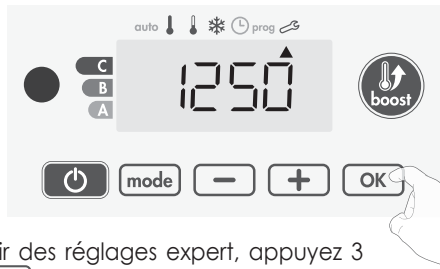 auto prog
C
B
A
1250
boost
mode − + OK
ir des réglages expert, appuyez 3